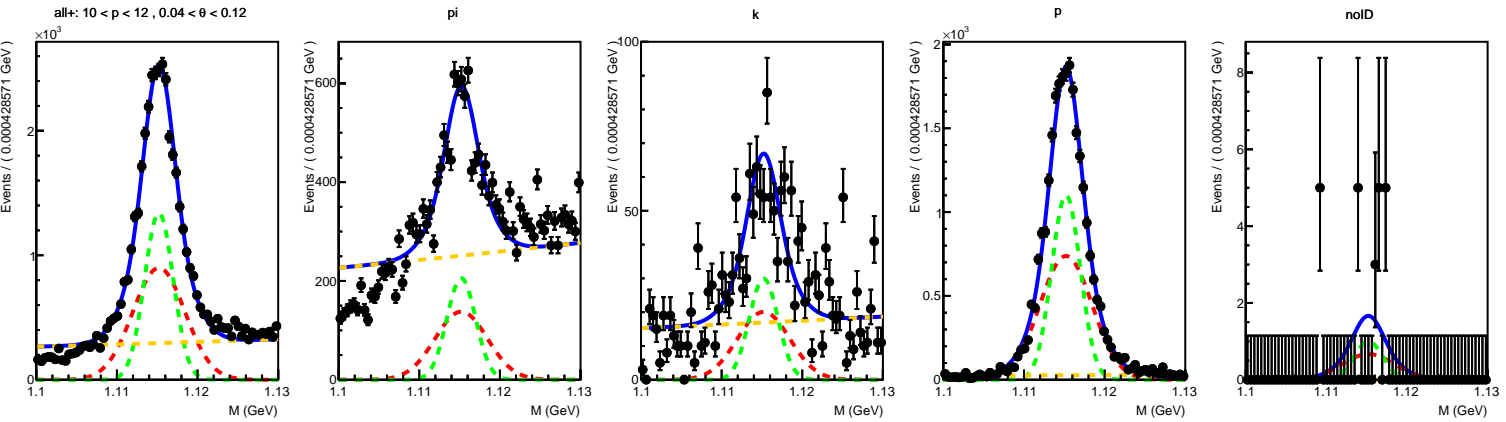 all+: 10 < p < 12 , 0.04 < θ < 0.12
×10³
Events / ( 0.000428571 GeV )
2
1
0
1.1
1.11
1.12
1.13
M (GeV)
pi
Events / ( 0.000428571 GeV )
600
400
200
0
1.1
1.11
1.12
1.13
M (GeV)
k
Events / ( 0.000428571 GeV )
100
50
0
1.1
1.11
1.12
1.13
M (GeV)
p
×10³
Events / ( 0.000428571 GeV )
2
1.5
1
0.5
0
1.1
1.11
1.12
1.13
M (GeV)
noID
Events / ( 0.000428571 GeV )
8
6
4
2
0
1.1
1.11
1.12
1.13
M (GeV)